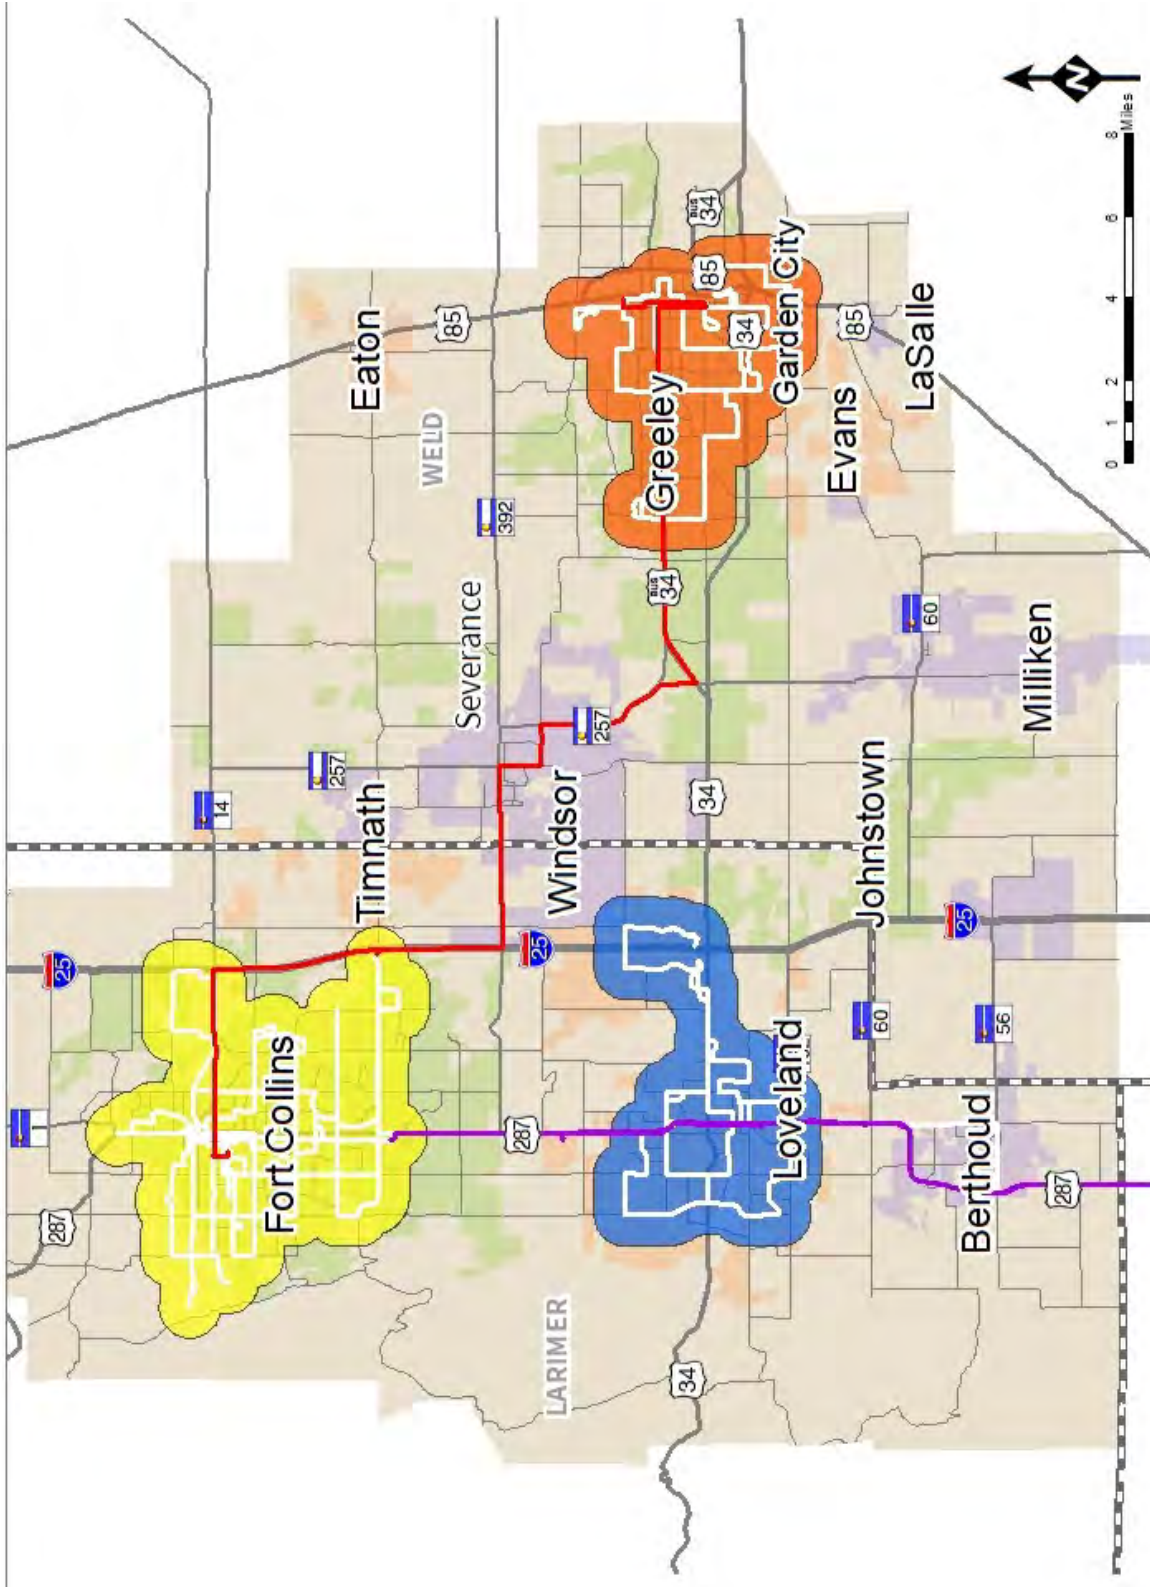 287
25
14
Fort Collins
257
Timnath
Eaton
WELD
85
Severance
392
287
25
LARIMER
Windsor
257
BUS
34
Greeley
34
34
85
BUS
34
34
Loveland
Garden City
Evans
85
60
Johnstown
LaSalle
60
25
Berthoud
56
Milliken
287
N
0 1 2 4 6 8
Miles